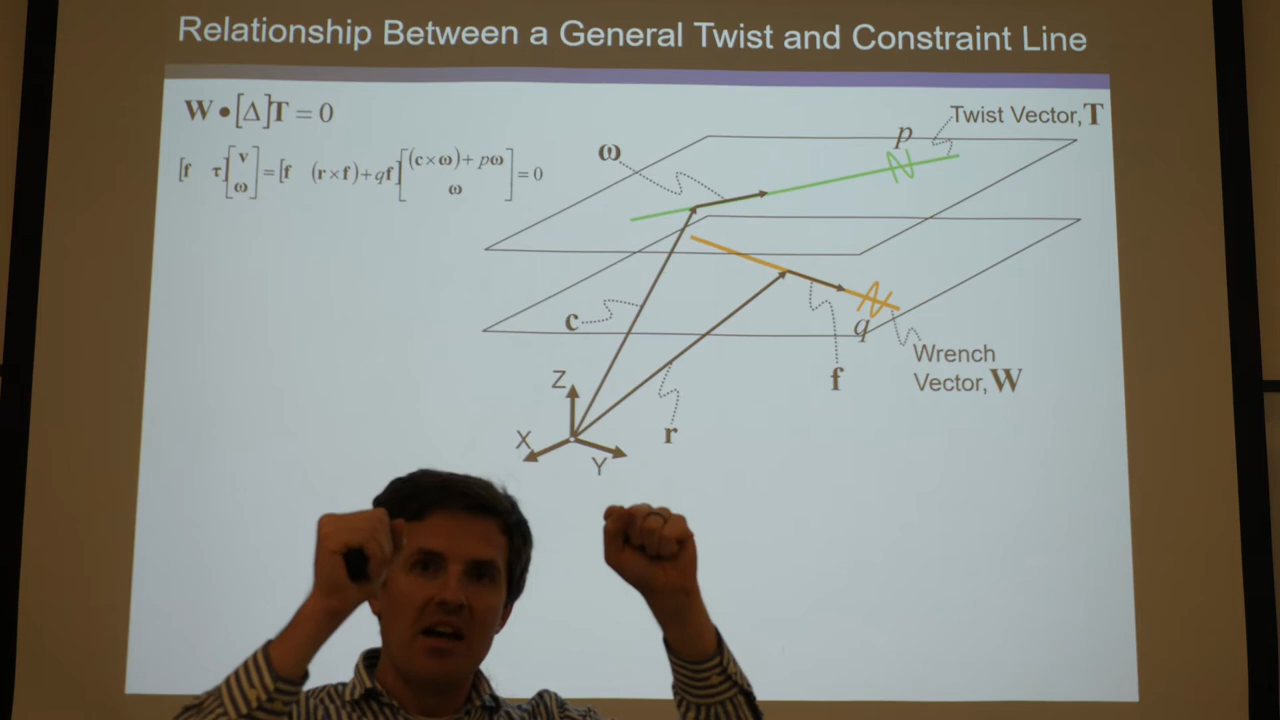 Relationship Between a General Twist and Constraint Line
W • [Δ]T = 0
[f τ][v ω] = [f (r×f)+qf][(c×ω)+pω ω] = 0
Twist Vector, T
p
ω
c
q
Wrench
Vector, W
f
Z
r
X
Y